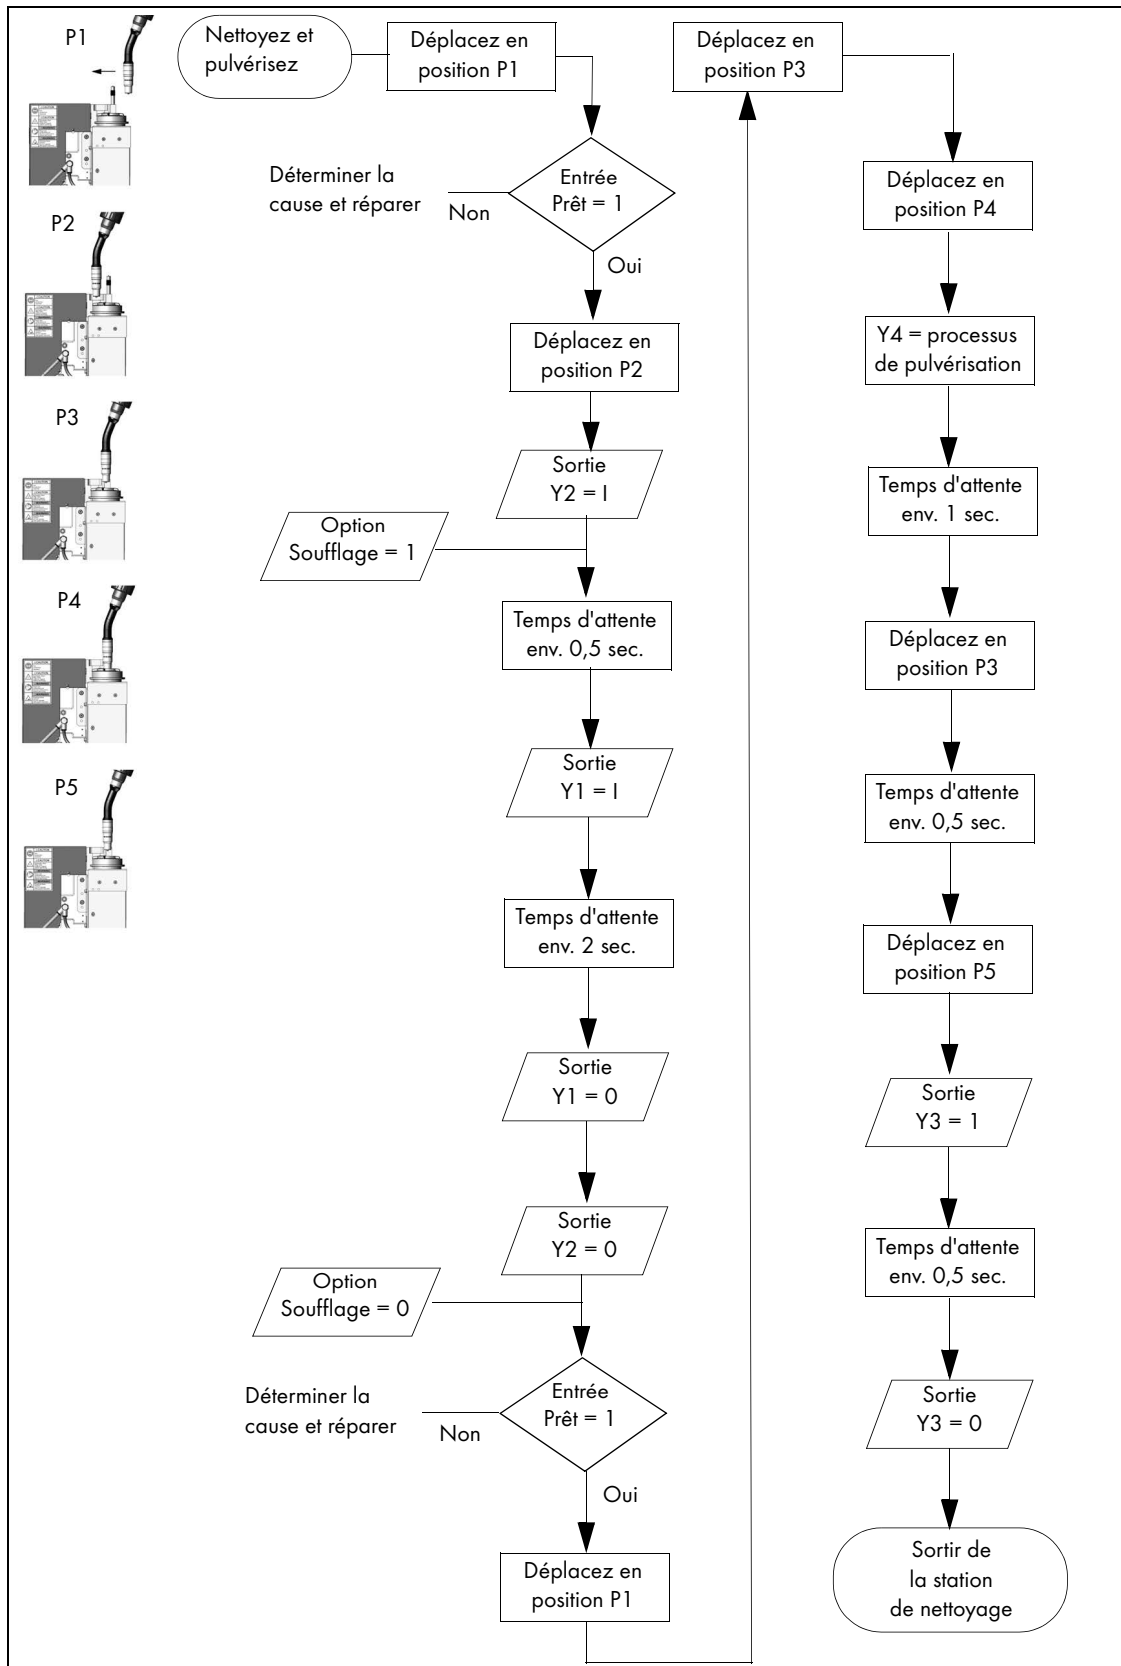 P1
P2
P3
P4
P5
Nettoyez et
pulvérisez
Déplacez en
position P1
Entrée
Prêt = 1
Non
Déterminer la
cause et réparer
Oui
Déplacez en
position P2
Sortie
Y2 = I
Option
Soufflage = 1
Temps d'attente
env. 0,5 sec.
Sortie
Y1 = I
Temps d'attente
env. 2 sec.
Sortie
Y1 = 0
Sortie
Y2 = 0
Option
Soufflage = 0
Entrée
Prêt = 1
Non
Déterminer la
cause et réparer
Oui
Déplacez en
position P1
Déplacez en
position P3
Déplacez en
position P4
Y4 = processus
de pulvérisation
Temps d'attente
env. 1 sec.
Déplacez en
position P3
Temps d'attente
env. 0,5 sec.
Déplacez en
position P5
Sortie
Y3 = 1
Temps d'attente
env. 0,5 sec.
Sortie
Y3 = 0
Sortir de
la station
de nettoyage